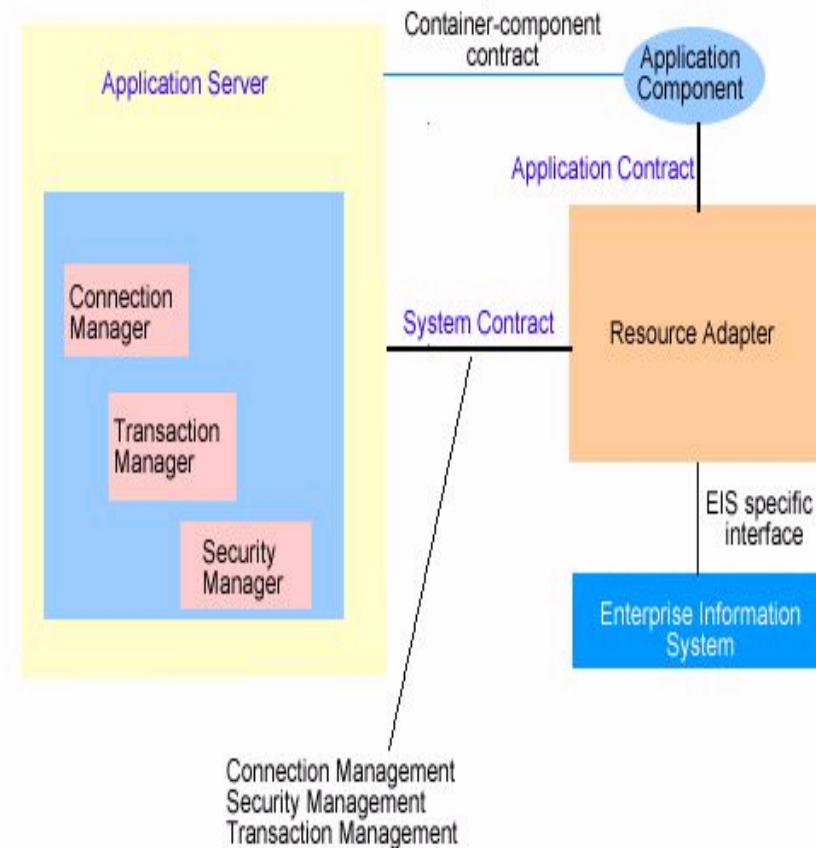 Container-component
contract
Application Server
Application
Component
Application Contract
Connection
Manager
System Contract
Resource Adapter
Transaction
Manager
EIS specific
interface
Security
Manager
Enterprise Information
System
Connection Management
Security Management
Transaction Management